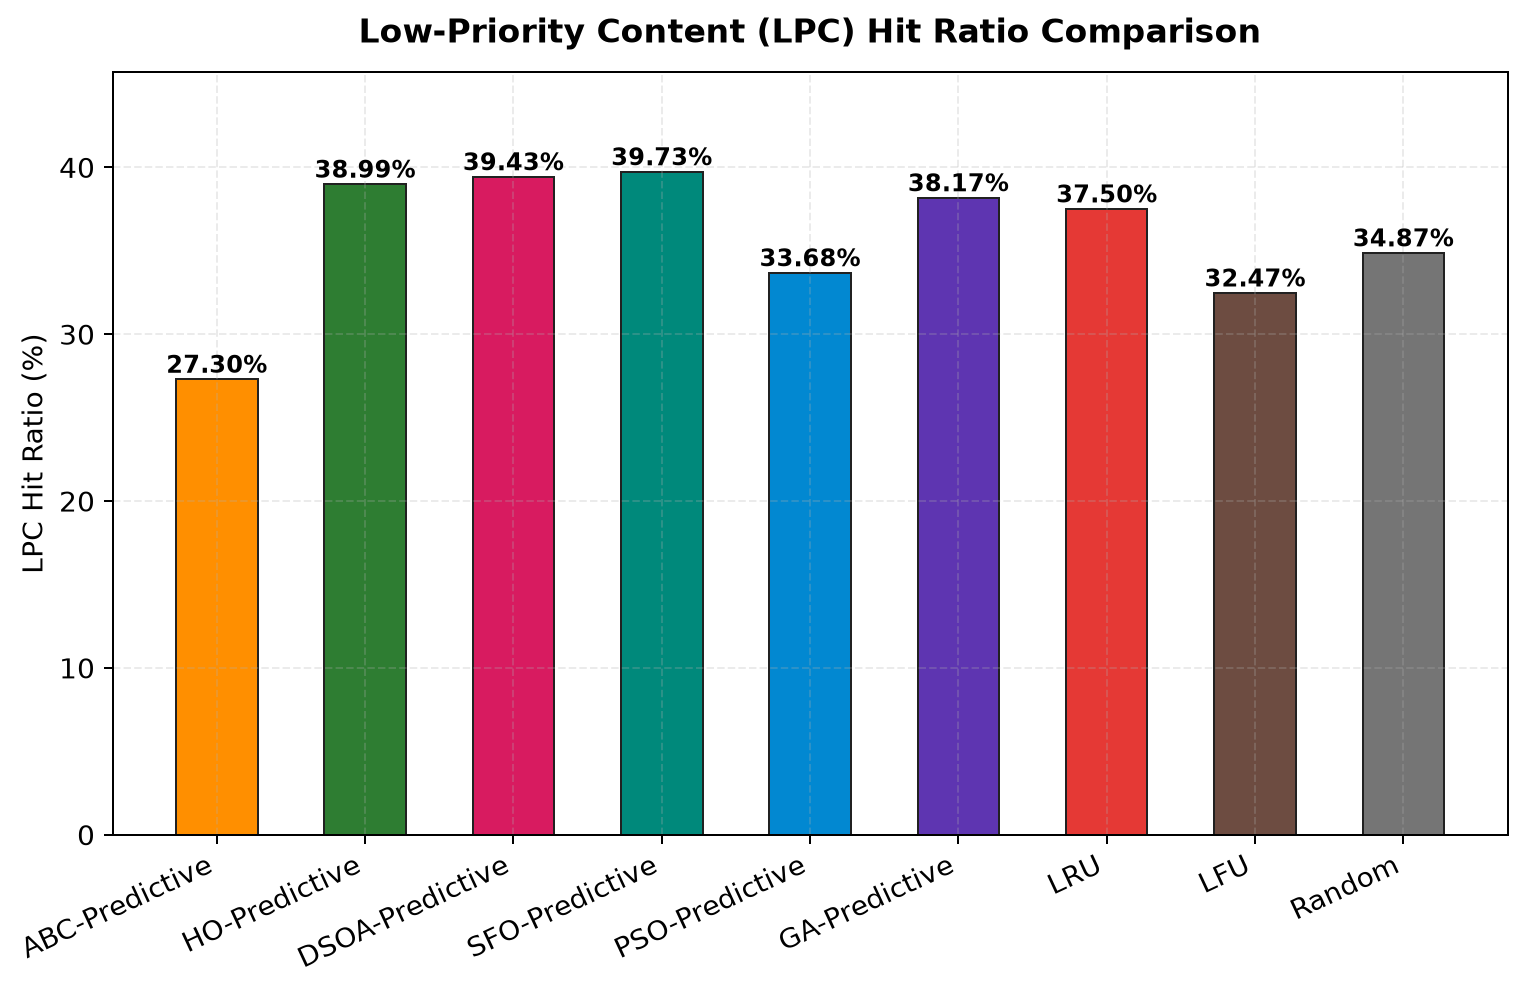 Low-Priority Content (LPC) Hit Ratio Comparison
LPC Hit Ratio (%)
40
30
20
10
0
27.30%
38.99%
39.43%
39.73%
33.68%
38.17%
37.50%
32.47%
34.87%
ABC-Predictive
HO-Predictive
DSOA-Predictive
SFO-Predictive
PSO-Predictive
GA-Predictive
LRU
LFU
Random